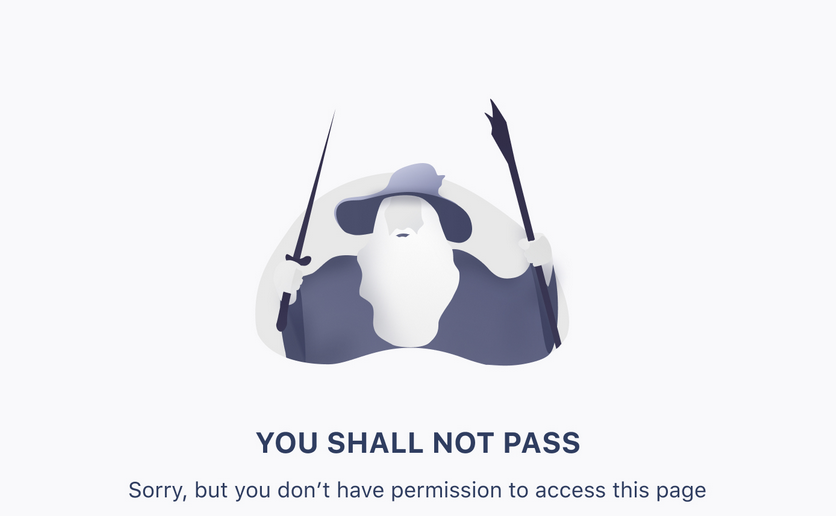 YOU SHALL NOT PASS
Sorry, but you don’t have permission to access this page